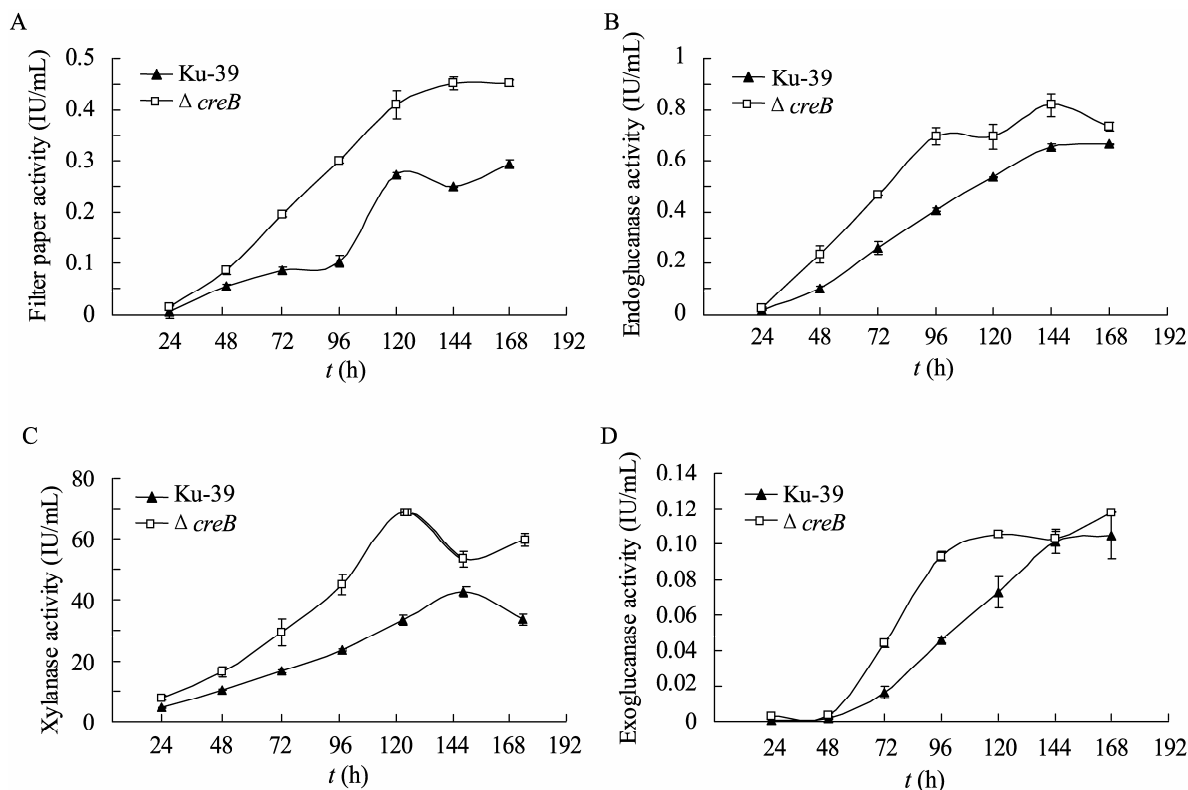 A
Filter paper activity (IU/mL)
0.5
0.4
0.3
0.2
0.1
0
Ku-39
Δ creB
24 48 72 96 120 144 168 192
t (h)
B
Endoglucanase activity (IU/mL)
1
0.8
0.6
0.4
0.2
0
Ku-39
Δ creB
24 48 72 96 120 144 168 192
t (h)
C
Xylanase activity (IU/mL)
80
60
40
20
0
Ku-39
Δ creB
24 48 72 96 120 144 168 192
t (h)
D
Exoglucanase activity (IU/mL)
0.14
0.12
0.10
0.08
0.06
0.04
0.02
0
Ku-39
Δ creB
24 48 72 96 120 144 168 192
t (h)